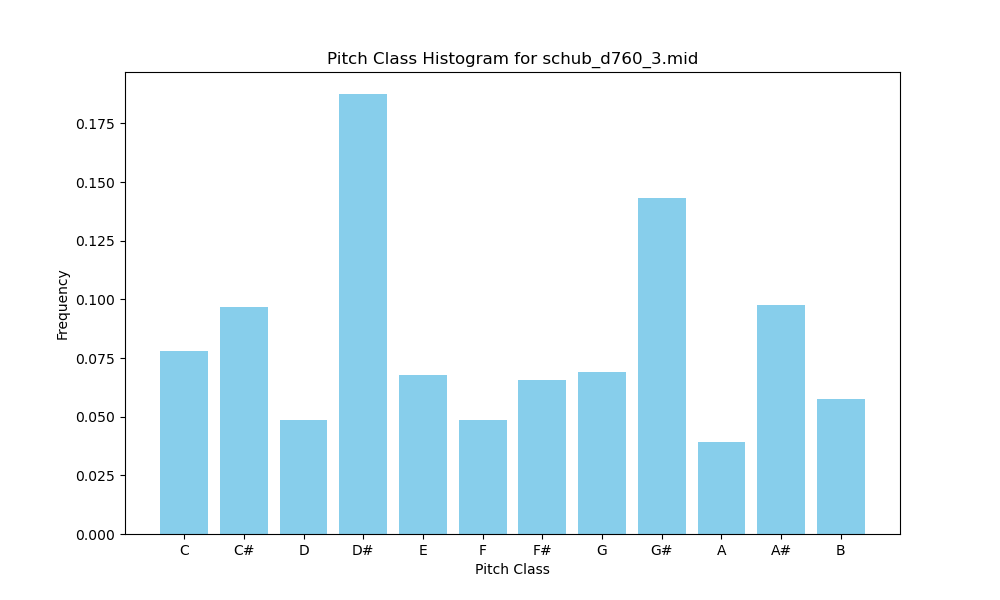 Pitch Class Histogram for schub_d760_3.mid
Frequency
0.175
0.150
0.125
0.100
0.075
0.050
0.025
0.000
C C# D D# E F F# G G# A A# B
Pitch Class